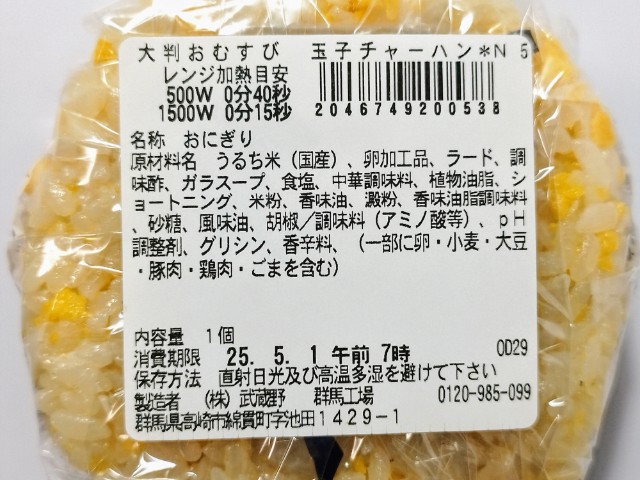 大判おむすび 玉子チャーハン*N 5
レンジ加熱目安
500W 0分40秒
1500W 0分15秒
2046749200538
名称 おにぎり
原材料名 うるち米(国産)、卵加工品、ラード、調
味酢、ガラスープ、食塩、中華調味料、植物油脂、シ
ョートニング、米粉、香味油、澱粉、香味油脂調味料
、砂糖、風味油、胡椒/調味料(アミノ酸等)、pH
調整剤、グリシン、香辛料、(一部に卵・小麦・大豆
・豚肉・鶏肉・ごまを含む)
内容量 1個
消費期限 25. 5. 1 午前 7時 0D29
保存方法 直射日光及び高温多湿を避けて下さい
製造者 (株)武蔵野 群馬工場 0120-985-099
群馬県高崎市綿貫町字池田1429-1